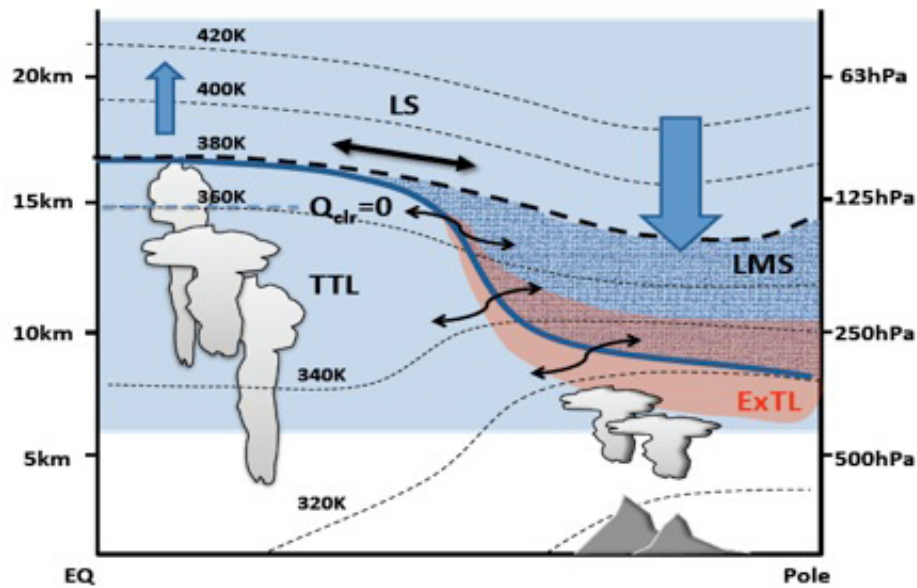 420K
20km
63hPa
400K
LS
380K
15km
360K
Qclr=0
125hPa
LMS
TTL
10km
250hPa
340K
ExTL
5km
500hPa
320K
EQ
Pole